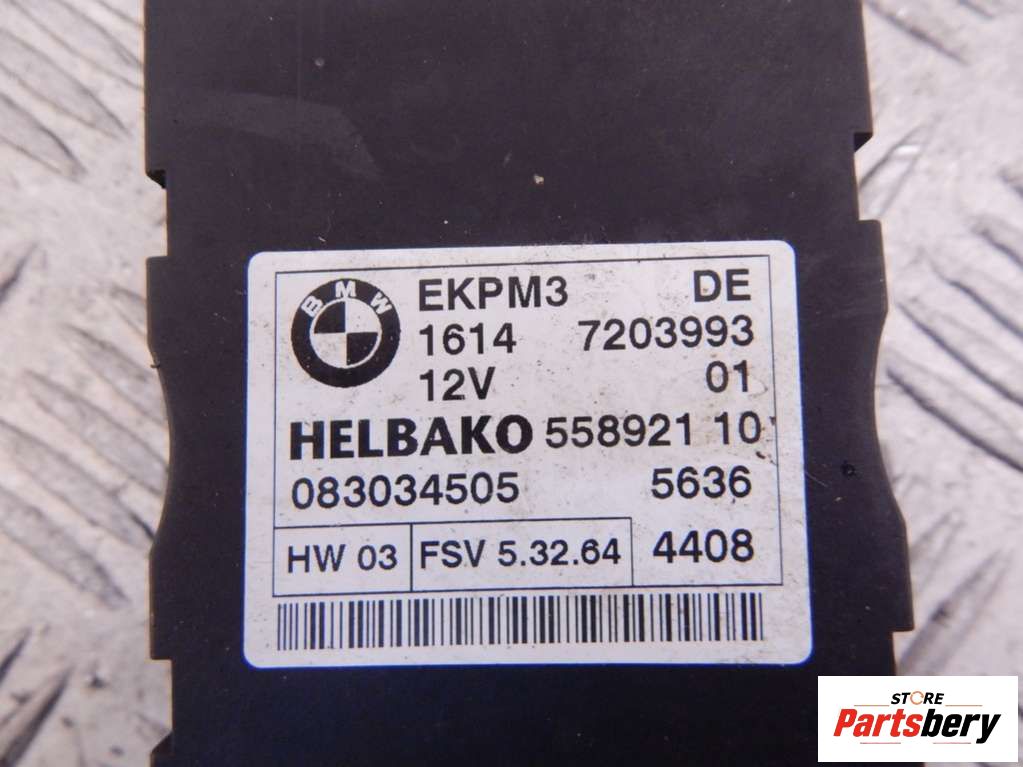 BMW
EKPM3 DE
1614 7203993
12V 01
HELBAKO 558921 10
083034505 5636
HW 03 FSV 5.32.64 4408
STORE
Partsbery